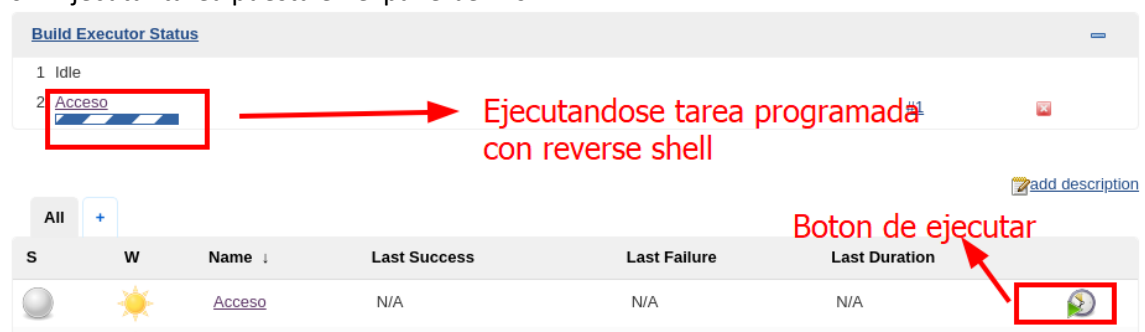 Build Executor Status
1 Idle
2 Acceso
#1
Ejecutandose tarea programada
con reverse shell
add description
All +
Boton de ejecutar
S W Name ↓ Last Success Last Failure Last Duration
Acceso N/A N/A N/A